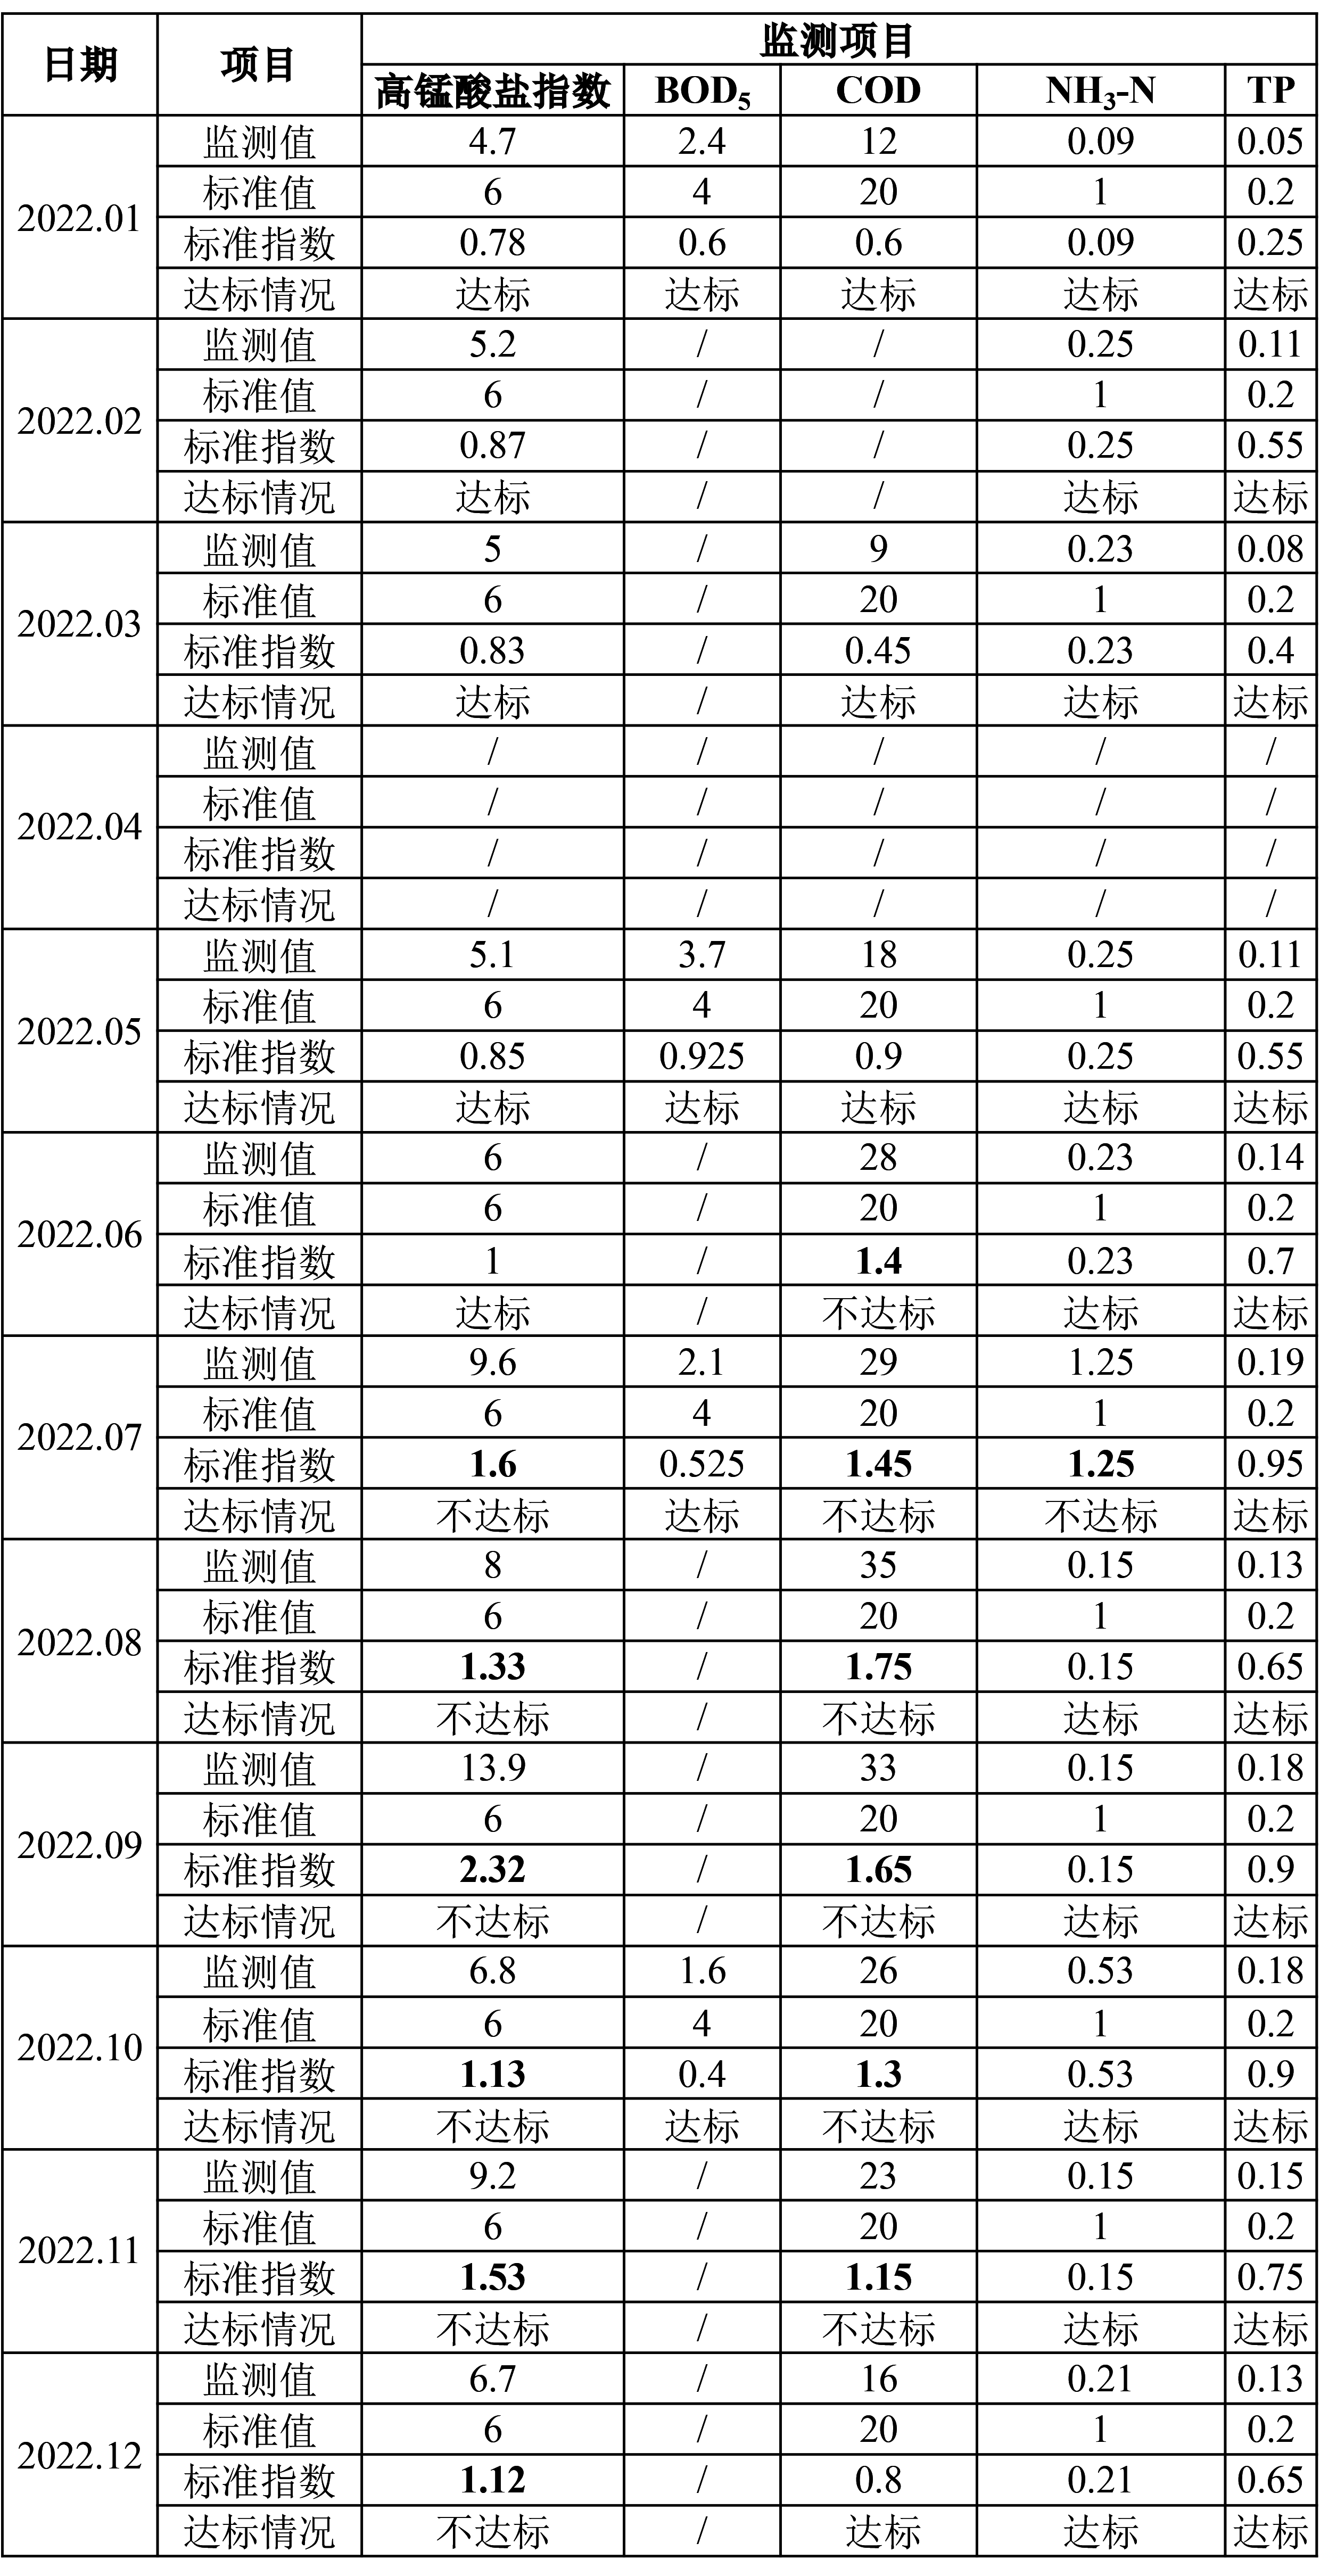 日期 项目 监测项目
高锰酸盐指数 BOD5 COD NH3-N TP
2022.01 监测值 4.7 2.4 12 0.09 0.05
标准值 6 4 20 1 0.2
标准指数 0.78 0.6 0.6 0.09 0.25
达标情况 达标 达标 达标 达标 达标
2022.02 监测值 5.2 / / 0.25 0.11
标准值 6 / / 1 0.2
标准指数 0.87 / / 0.25 0.55
达标情况 达标 / / 达标 达标
2022.03 监测值 5 / 9 0.23 0.08
标准值 6 / 20 1 0.2
标准指数 0.83 / 0.45 0.23 0.4
达标情况 达标 / 达标 达标 达标
2022.04 监测值 / / / / /
标准值 / / / / /
标准指数 / / / / /
达标情况 / / / / /
2022.05 监测值 5.1 3.7 18 0.25 0.11
标准值 6 4 20 1 0.2
标准指数 0.85 0.925 0.9 0.25 0.55
达标情况 达标 达标 达标 达标 达标
2022.06 监测值 6 / 28 0.23 0.14
标准值 6 / 20 1 0.2
标准指数 1 / 1.4 0.23 0.7
达标情况 达标 / 不达标 达标 达标
2022.07 监测值 9.6 2.1 29 1.25 0.19
标准值 6 4 20 1 0.2
标准指数 1.6 0.525 1.45 1.25 0.95
达标情况 不达标 达标 不达标 不达标 达标
2022.08 监测值 8 / 35 0.15 0.13
标准值 6 / 20 1 0.2
标准指数 1.33 / 1.75 0.15 0.65
达标情况 不达标 / 不达标 达标 达标
2022.09 监测值 13.9 / 33 0.15 0.18
标准值 6 / 20 1 0.2
标准指数 2.32 / 1.65 0.15 0.9
达标情况 不达标 / 不达标 达标 达标
2022.10 监测值 6.8 1.6 26 0.53 0.18
标准值 6 4 20 1 0.2
标准指数 1.13 0.4 1.3 0.53 0.9
达标情况 不达标 达标 不达标 达标 达标
2022.11 监测值 9.2 / 23 0.15 0.15
标准值 6 / 20 1 0.2
标准指数 1.53 / 1.15 0.15 0.75
达标情况 不达标 / 不达标 达标 达标
2022.12 监测值 6.7 / 16 0.21 0.13
标准值 6 / 20 1 0.2
标准指数 1.12 / 0.8 0.21 0.65
达标情况 不达标 / 达标 达标 达标